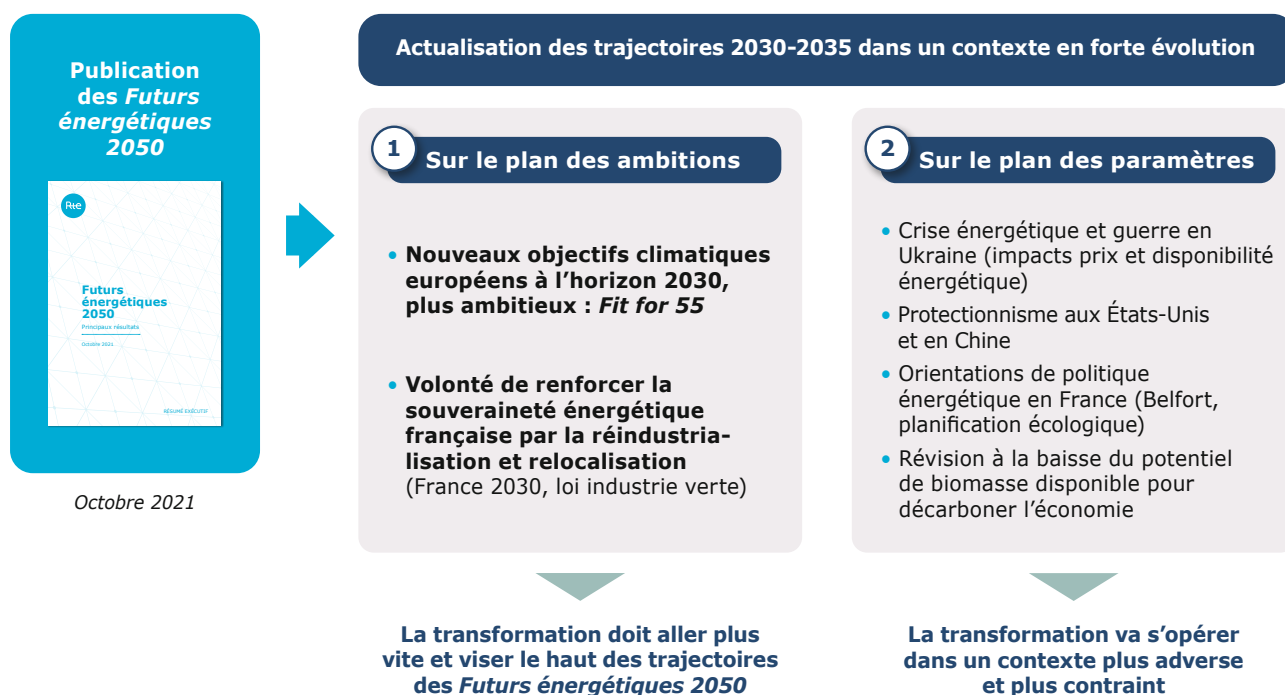 Publication
des Futurs
énergétiques
2050
Rte
Futurs
énergétiques
2050
Principaux résultats
Octobre 2021
RÉSUMÉ EXÉCUTIF
Octobre 2021
Actualisation des trajectoires 2030-2035 dans un contexte en forte évolution
1
Sur le plan des ambitions
• Nouveaux objectifs climatiques
européens à l’horizon 2030,
plus ambitieux : Fit for 55
• Volonté de renforcer la
souveraineté énergétique
française par la réindustria-
lisation et relocalisation
(France 2030, loi industrie verte)
La transformation doit aller plus
vite et viser le haut des trajectoires
des Futurs énergétiques 2050
2
Sur le plan des paramètres
• Crise énergétique et guerre en
Ukraine (impacts prix et disponibilité
énergétique)
• Protectionnisme aux États-Unis
et en Chine
• Orientations de politique
énergétique en France (Belfort,
planification écologique)
• Révision à la baisse du potentiel
de biomasse disponible pour
décarboner l’économie
La transformation va s’opérer
dans un contexte plus adverse
et plus contraint